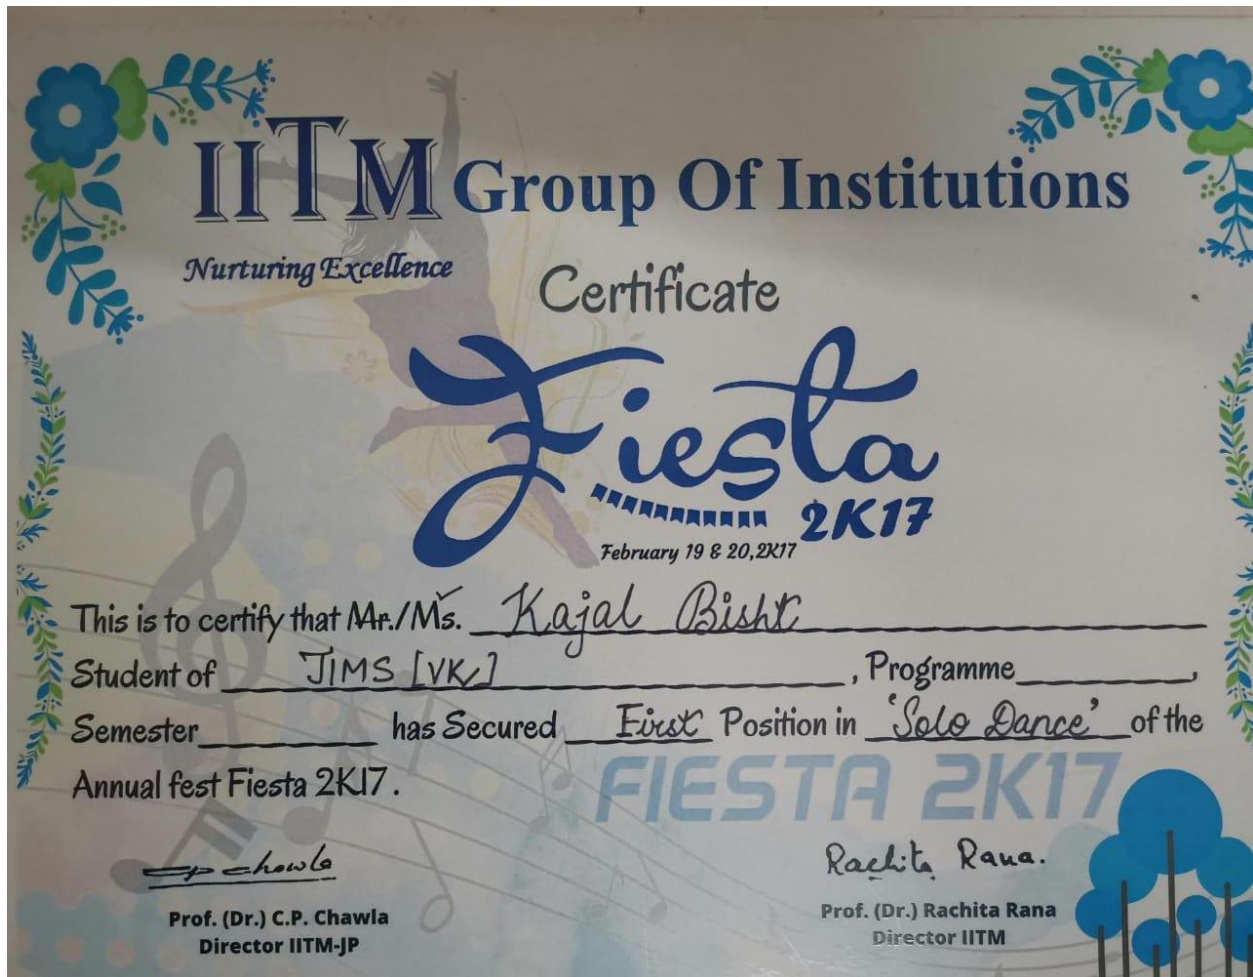 IITM Group Of Institutions
Nurturing Excellence
Certificate
Fiesta
2K17
February 19 & 20, 2K17
This is to certify that Mr./Ms. Kajal Bisht
Student of JIMS [VK] , Programme ,
Semester has Secured First Position in 'Solo Dance' of the
Annual fest Fiesta 2K17.
FIESTA 2K17
cp chawla
Rachita Rana.
Prof. (Dr.) C.P. Chawla
Director IITM-JP
Prof. (Dr.) Rachita Rana
Director IITM